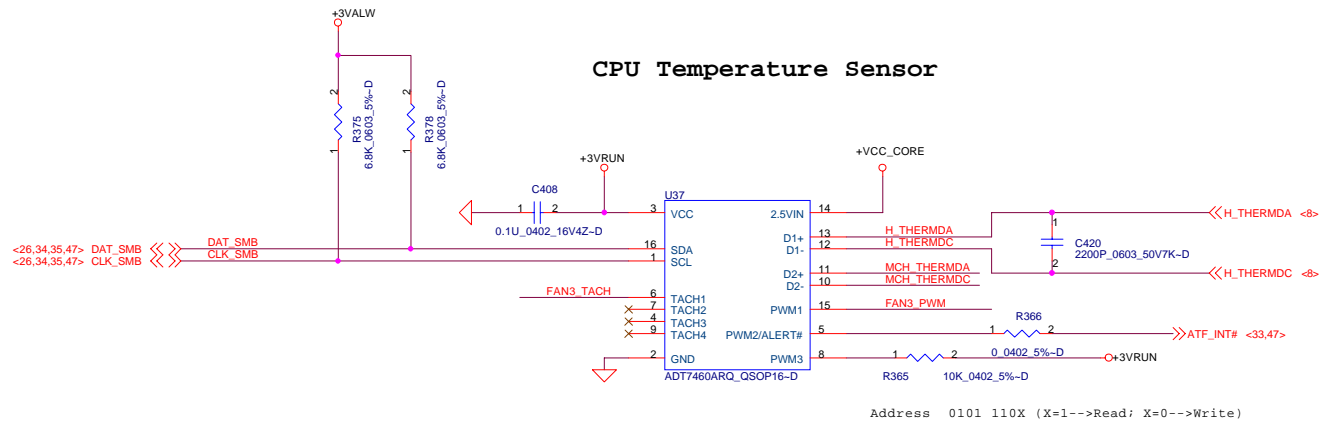 +3VALW
CPU Temperature Sensor
2
2
R375
6.8K_0603_5%~D
R378
6.8K_0603_5%~D
1
1
+3VRUN
+VCC_CORE
C408
1
2
0.1U_0402_16V4Z~D
U37
3
VCC
2.5VIN
14
H_THERMDA <8>
13
D1+
H_THERMDA
12
D1-
H_THERMDC
1
C420
2200P_0603_50V7K~D
2
<26,34,35,47> DAT_SMB
DAT_SMB
16
SDA
<26,34,35,47> CLK_SMB
CLK_SMB
1
SCL
D2+
11
MCH_THERMDA
D2-
10
MCH_THERMDC
H_THERMDC <8>
FAN3_TACH
6
TACH1
7
TACH2
4
TACH3
9
TACH4
PWM1
15
FAN3_PWM
R366
PWM2/ALERT#
5
1
2
0_0402_5%~D
ATF_INT# <33,47>
2
GND
PWM3
8
1
2
+3VRUN
R365
10K_0402_5%~D
ADT7460ARQ_QSOP16~D
Address 0101 110X (X=1-->Read; X=0-->Write)